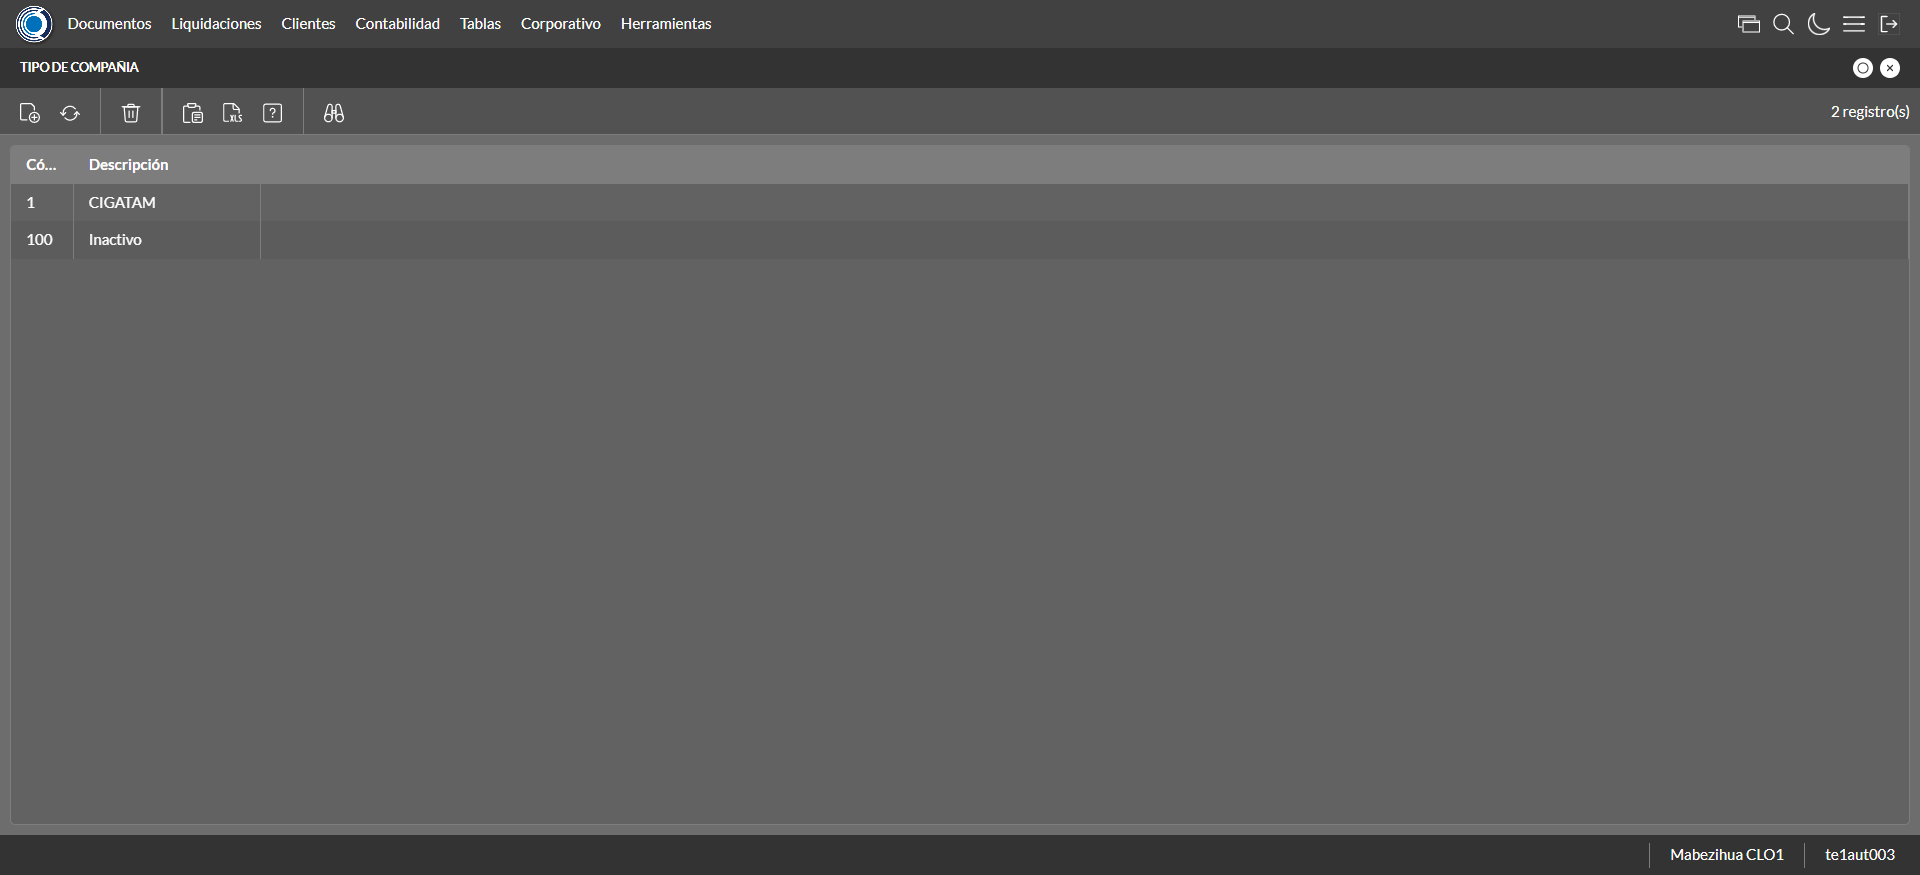 Documentos Liquidaciones Clientes Contabilidad Tablas Corporativo Herramientas
TIPO DE COMPAÑIA
XLS ? 2 registro(s)
Có... Descripción
1 CIGATAM
100 Inactivo
Mabezihua CLO1 te1aut003